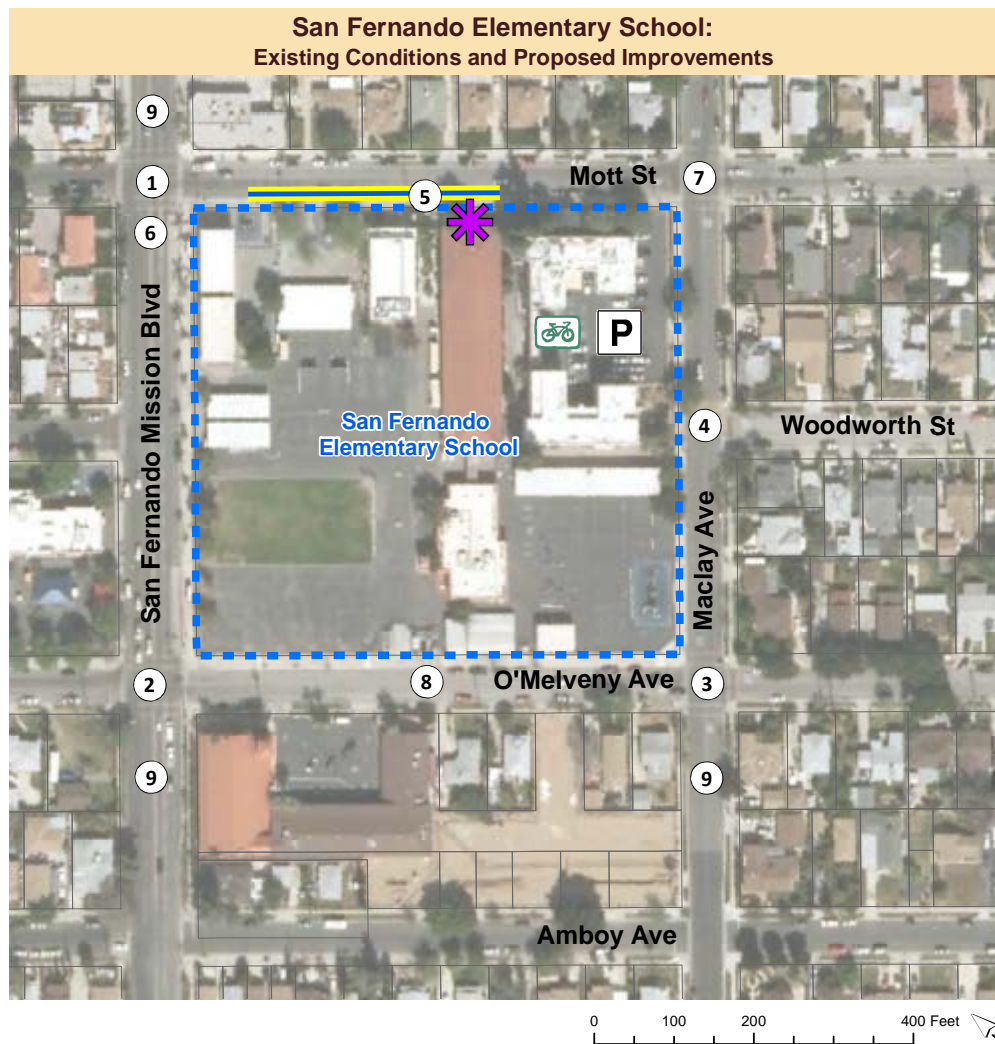 San Fernando Elementary School:
Existing Conditions and Proposed Improvements
9
1
Mott St
7
5
6
San Fernando Mission Blvd
P
San Fernando
Elementary School
4
Woodworth St
Maclay Ave
2
8
O'Melveny Ave
3
9
9
Amboy Ave
0 100 200 400 Feet